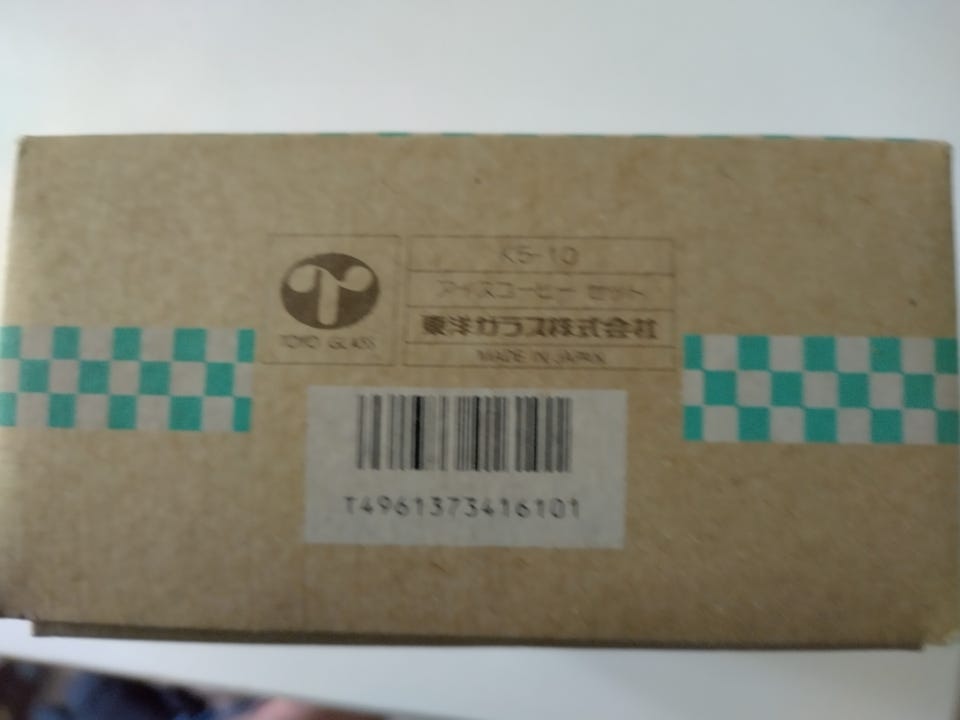 TOYO GLASS
K5-10
アイスコーヒー セット
東洋ガラス株式会社
MADE IN JAPAN
T4961373416101